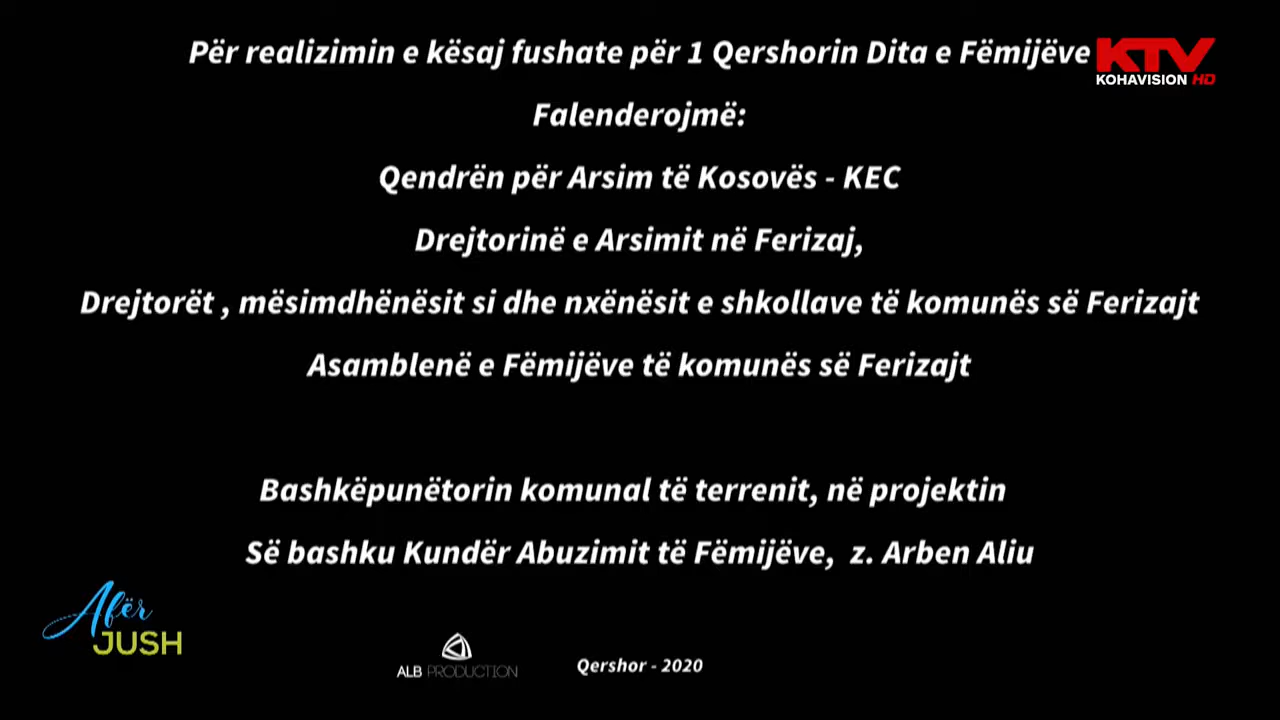 Për realizimin e kësaj fushate për 1 Qershorin Dita e Fëmijëve
KTV
KOHAVISION HD
Falenderojmë:
Qendrën për Arsim të Kosovës - KEC
Drejtorinë e Arsimit në Ferizaj,
Drejtorët , mësimdhënësit si dhe nxënësit e shkollave të komunës së Ferizajt
Asamblenë e Fëmijëve të komunës së Ferizajt
Bashkëpunëtorin komunal të terrenit, në projektin
Së bashku Kundër Abuzimit të Fëmijëve, z. Arben Aliu
Afër
JUSH
ALB PRODUCTION
Qershor - 2020